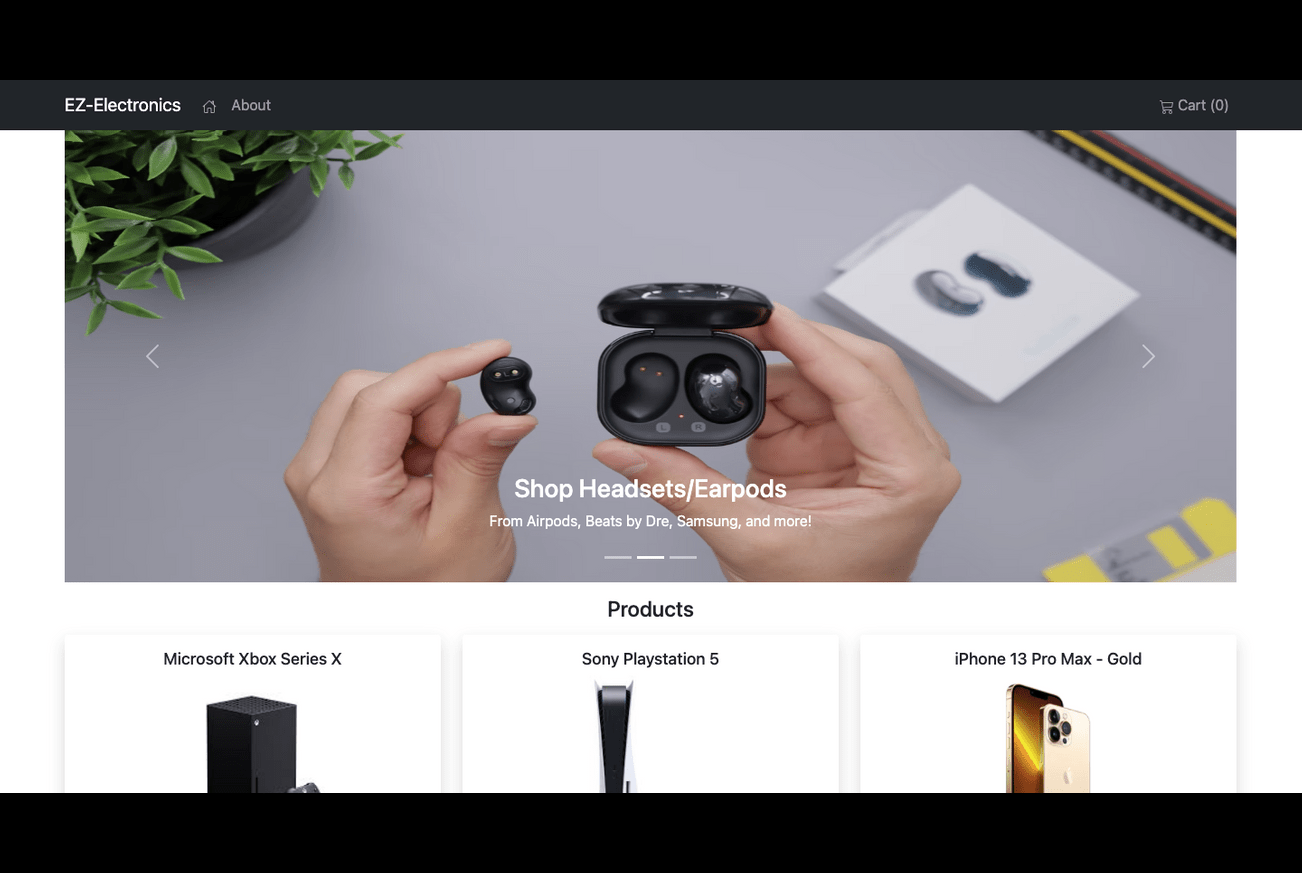 EZ-Electronics About Cart (0)
L R
Shop Headsets/Earpods
From Airpods, Beats by Dre, Samsung, and more!
Products
Microsoft Xbox Series X Sony Playstation 5 iPhone 13 Pro Max - Gold